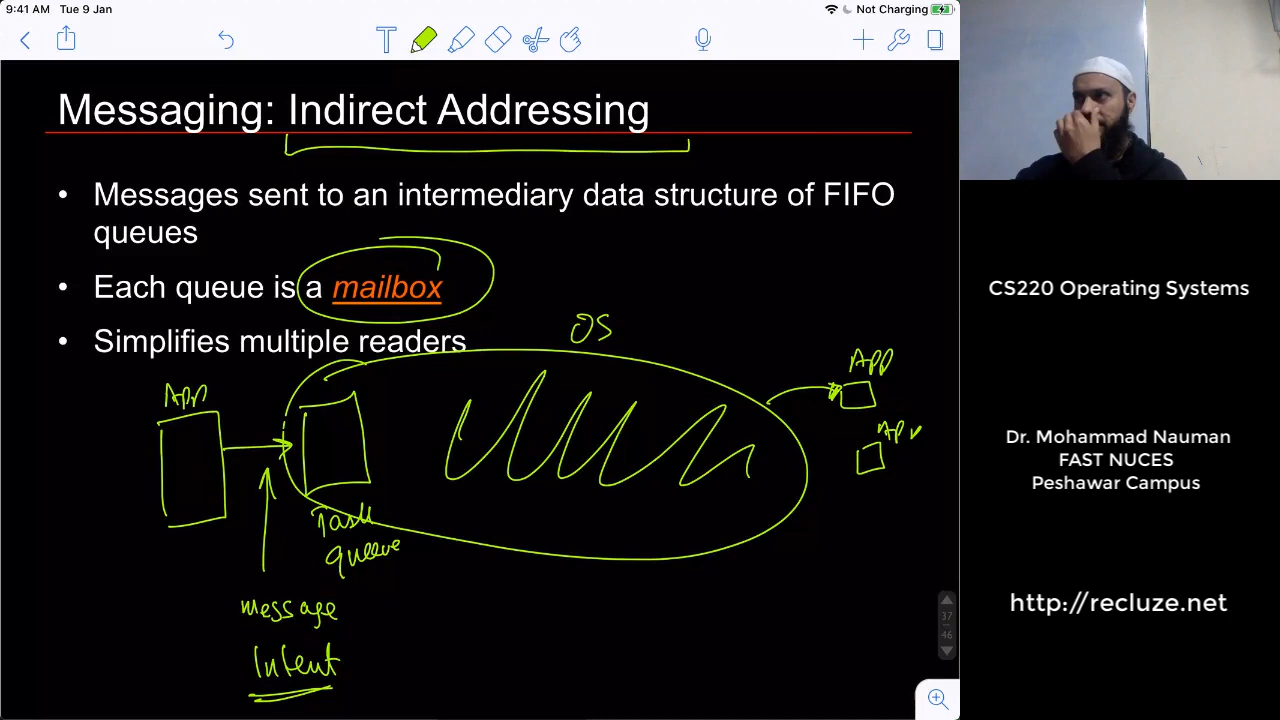 9:41 AM Tue 9 Jan
Not Charging
Messaging: Indirect Addressing
• Messages sent to an intermediary data structure of FIFO
queues
• Each queue is a mailbox
• Simplifies multiple readers
OS
App
App
App
Task
queue
message
Intent
37
46
CS220 Operating Systems
Dr. Mohammad Nauman
FAST NUCES
Peshawar Campus
http://recluze.net